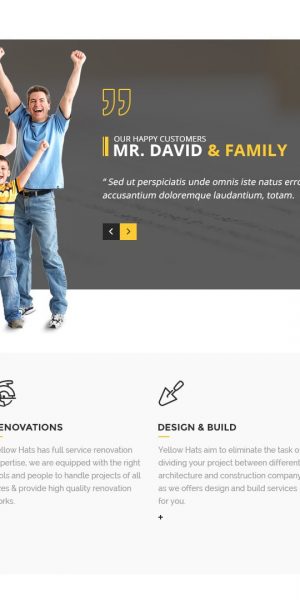 OUR HAPPY CUSTOMERS
MR. DAVID & FAMILY
“ Sed ut perspiciatis unde omnis iste natus erro
accusantium doloremque laudantium, totam.
ENOVATIONS
ellow Hats has full service renovation
pertise, we are equipped with the right
ols and people to handle projects of all
es & provide high quality renovation
orks.
DESIGN & BUILD
Yellow Hats aim to eliminate the task o
dividing your project between different
architecture and construction company
as we offers design and build services
for you.
+